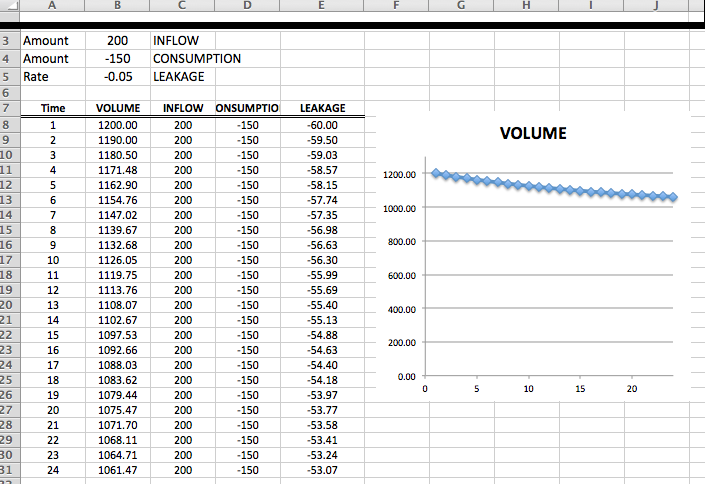 A B C D E F G H I J
3 Amount 200 INFLOW
4 Amount -150 CONSUMPTION
5 Rate -0.05 LEAKAGE
6
7 Time VOLUME INFLOW ONSUMPTIO LEAKAGE
8 1 1200.00 200 -150 -60.00
9 2 1190.00 200 -150 -59.50
10 3 1180.50 200 -150 -59.03
11 4 1171.48 200 -150 -58.57
12 5 1162.90 200 -150 -58.15
13 6 1154.76 200 -150 -57.74
14 7 1147.02 200 -150 -57.35
15 8 1139.67 200 -150 -56.98
16 9 1132.68 200 -150 -56.63
17 10 1126.05 200 -150 -56.30
18 11 1119.75 200 -150 -55.99
19 12 1113.76 200 -150 -55.69
20 13 1108.07 200 -150 -55.40
21 14 1102.67 200 -150 -55.13
22 15 1097.53 200 -150 -54.88
23 16 1092.66 200 -150 -54.63
24 17 1088.03 200 -150 -54.40
25 18 1083.62 200 -150 -54.18
26 19 1079.44 200 -150 -53.97
27 20 1075.47 200 -150 -53.77
28 21 1071.70 200 -150 -53.58
29 22 1068.11 200 -150 -53.41
30 23 1064.71 200 -150 -53.24
31 24 1061.47 200 -150 -53.07
VOLUME
1200.00
1000.00
800.00
600.00
400.00
200.00
0.00
0 5 10 15 20